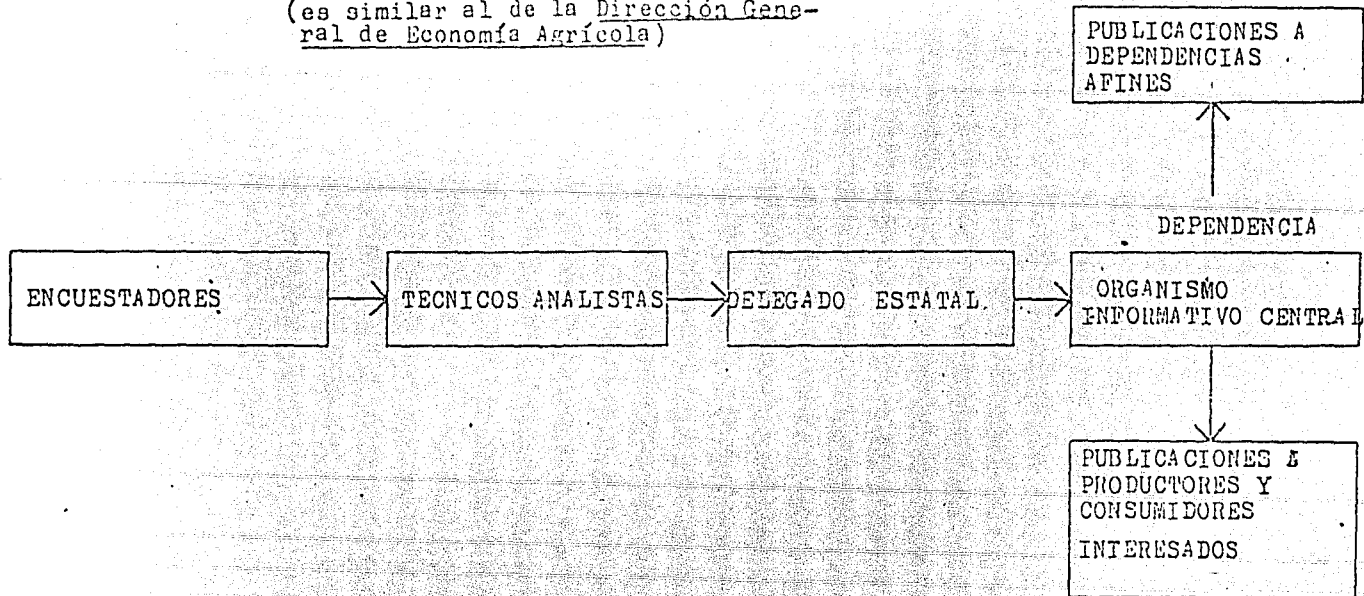 (es similar al de la Dirección Gene-
ral de Economía Agrícola)
PUBLICACIONES A
DEPENDENCIAS
AFINES
DEPENDENCIA
ENCUESTADORES
TECNICOS ANALISTAS
DELEGADO ESTATAL.
ORGANISMO
INFORMATIVO CENTRAL
PUBLICACIONES A
PRODUCTORES Y
CONSUMIDORES
INTERESADOS